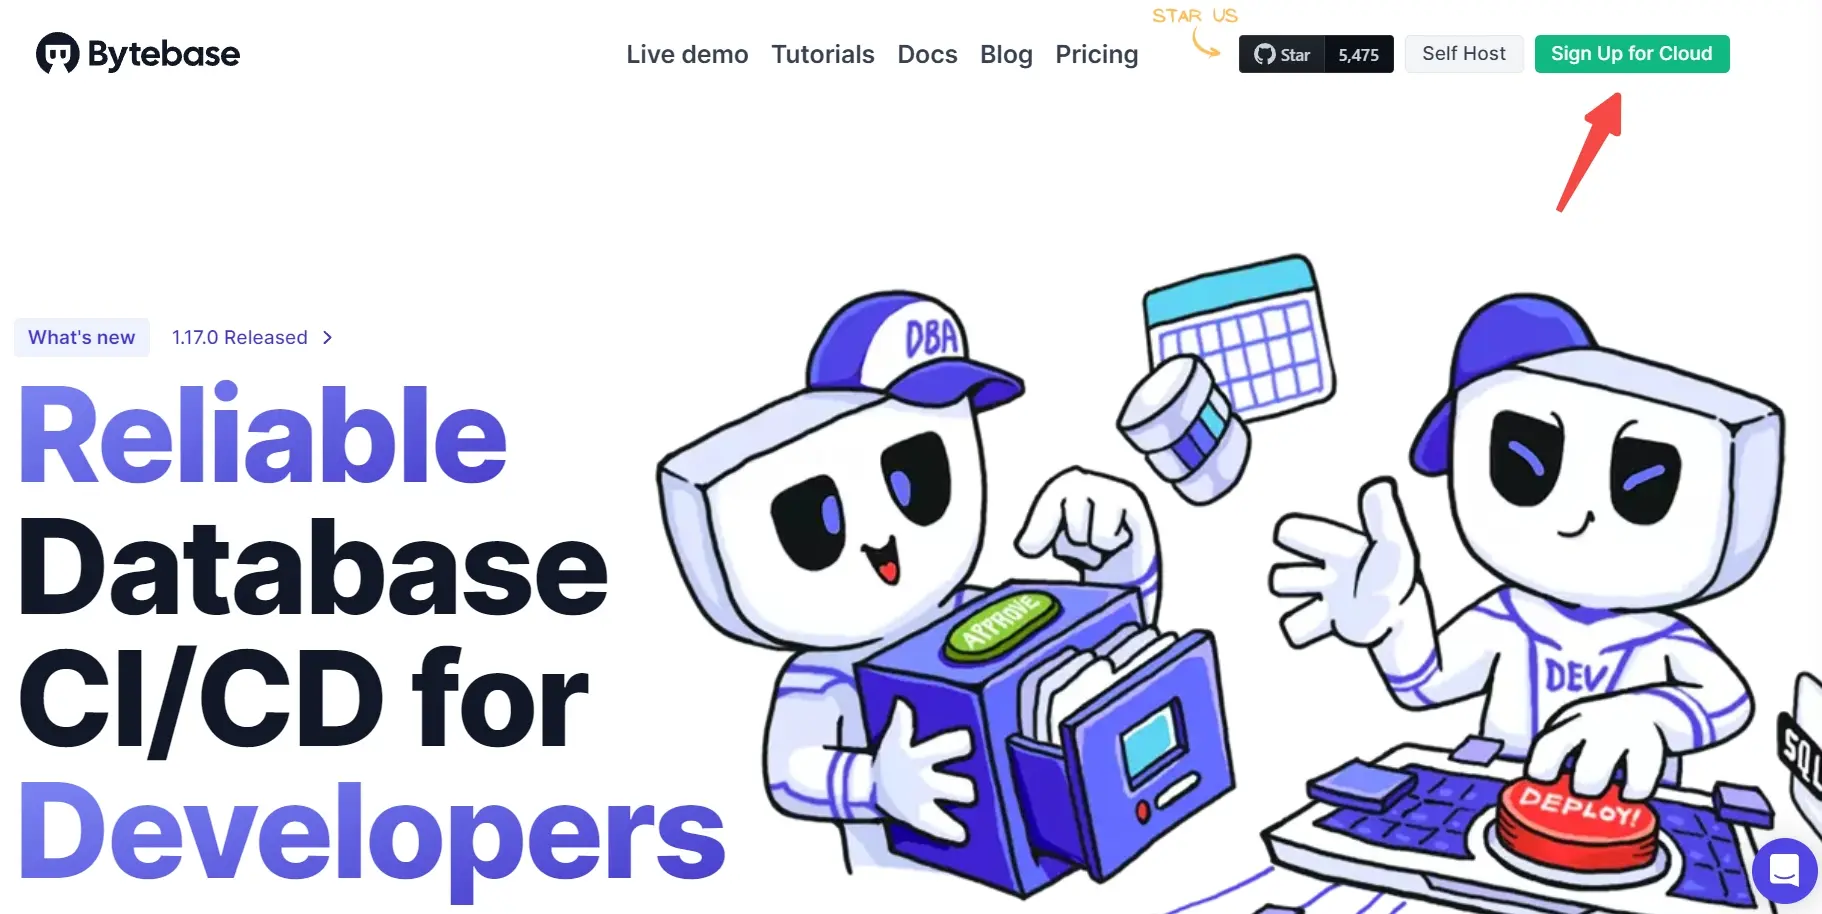 STAR US
Bytebase
Live demo Tutorials Docs Blog Pricing
Star 5,475
Self Host
Sign Up for Cloud
What's new 1.17.0 Released
Reliable
Database
CI/CD for
Developers
DBA
APPROVE
DEV
DEPLOY!